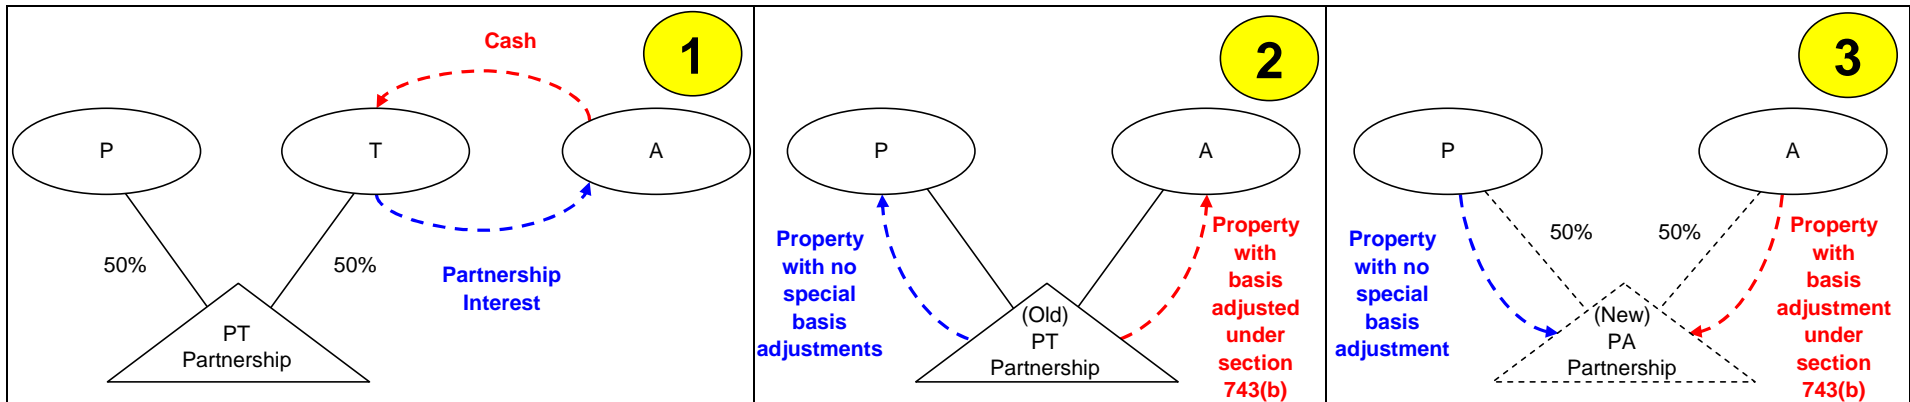 Cash
1
P
T
A
50%
50%
Partnership
Interest
PT
Partnership
2
P
A
Property
with no
special
basis
adjustments
(Old)
PT
Partnership
Property
with
basis
adjusted
under
section
743(b)
3
P
A
50%
50%
Property
with no
special
basis
adjustment
(New)
PA
Partnership
Property
with
basis
adjustment
under
section
743(b)